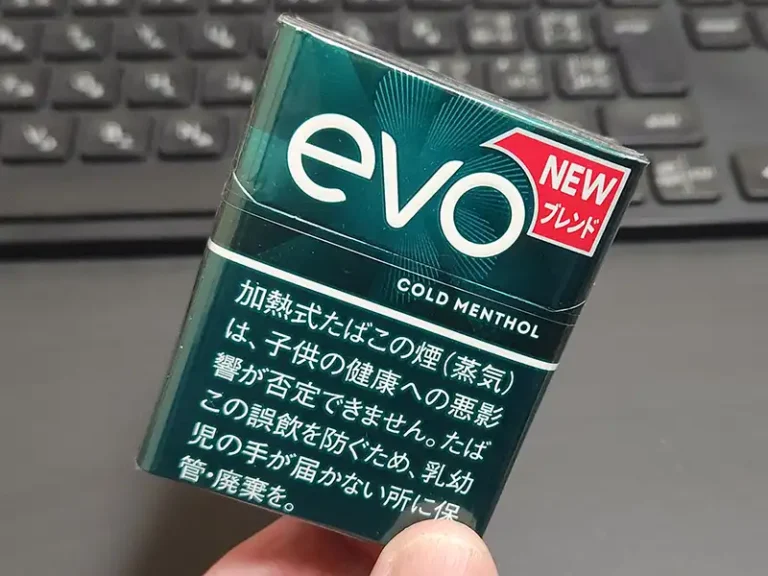 evo
NEW
ブレンド
COLD MENTHOL
加熱式たばこの煙(蒸気)
は、子供の健康への悪影
響が否定できません。たば
この誤飲を防ぐため、乳幼
児の手が届かない所に保
管・廃棄を。